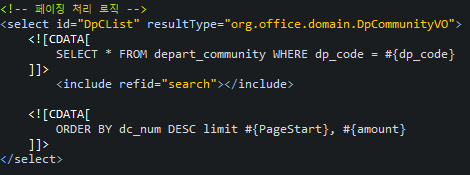 <!-- 페이징 처리 로직 -->
<select id="DpCList" resultType="org.office.domain.DpCommunityVO">
    <![CDATA[
        SELECT * FROM depart_community WHERE dp_code = #{dp_code}
    ]]>
        <include refid="search"></include>
    <![CDATA[
        ORDER BY dc_num DESC limit #{PageStart}, #{amount}
    ]]>
</select>